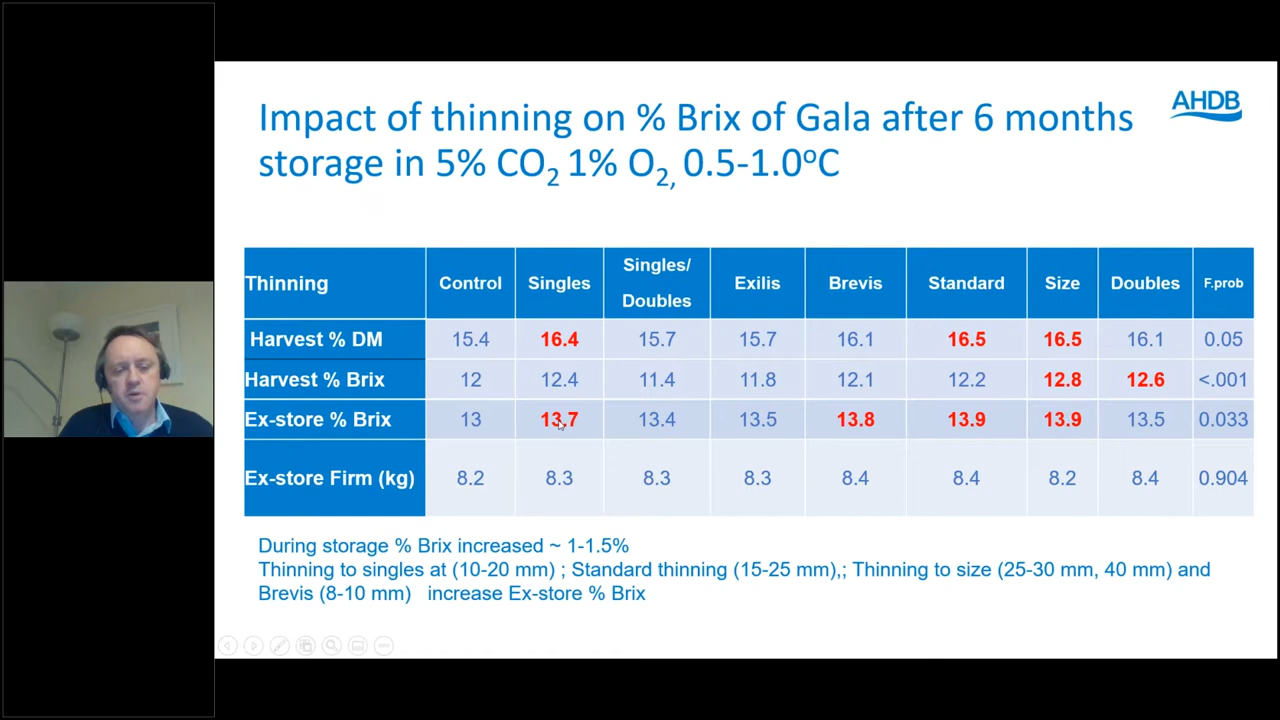 AHDB
Impact of thinning on % Brix of Gala after 6 months
storage in 5% CO2 1% O2, 0.5-1.0ºC
Thinning Control Singles Singles/ Doubles Exilis Brevis Standard Size Doubles F.prob
Harvest % DM 15.4 16.4 15.7 15.7 16.1 16.5 16.5 16.1 0.05
Harvest % Brix 12 12.4 11.4 11.8 12.1 12.2 12.8 12.6 <.001
Ex-store % Brix 13 13.7 13.4 13.5 13.8 13.9 13.9 13.5 0.033
Ex-store Firm (kg) 8.2 8.3 8.3 8.3 8.4 8.4 8.2 8.4 0.904
During storage % Brix increased ~ 1-1.5%
Thinning to singles at (10-20 mm) ; Standard thinning (15-25 mm),; Thinning to size (25-30 mm, 40 mm) and
Brevis (8-10 mm) increase Ex-store % Brix